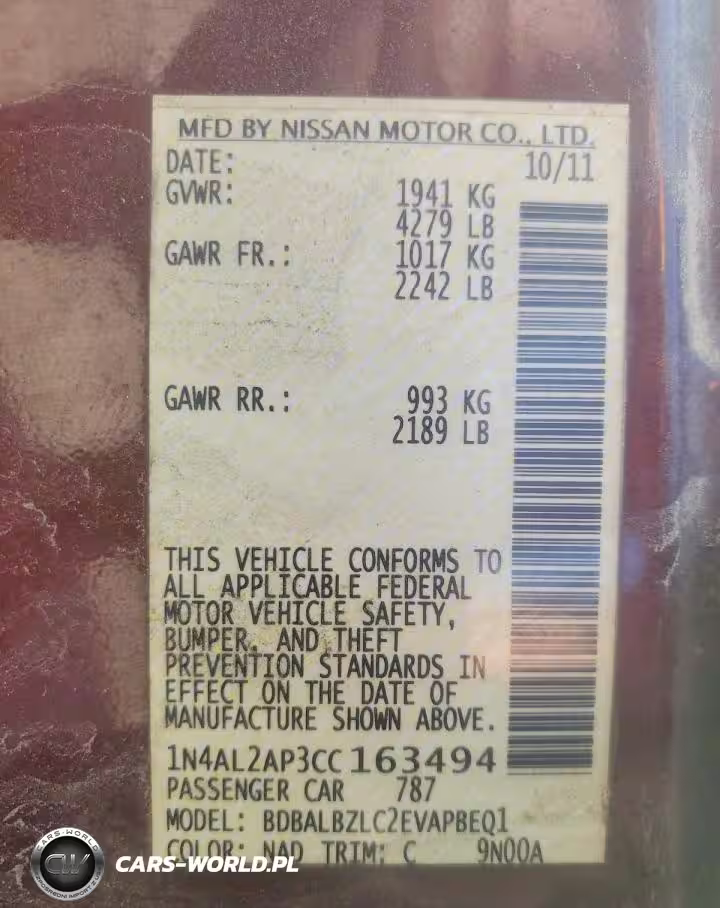 MFD BY NISSAN MOTOR CO., LTD.
DATE: 10/11
GVWR: 1941 KG
4279 LB
GAWR FR.: 1017 KG
2242 LB
GAWR RR.: 993 KG
2189 LB
THIS VEHICLE CONFORMS TO
ALL APPLICABLE FEDERAL
MOTOR VEHICLE SAFETY,
BUMPER, AND THEFT
PREVENTION STANDARDS IN
EFFECT ON THE DATE OF
MANUFACTURE SHOWN ABOVE.
1N4AL2AP3CC163494
PASSENGER CAR 787
MODEL: BDBALBZLC2EVAPBEQ1
COLOR: NAD TRIM: C 9N00A
CARS-WORLD
CW
CARS-WORLD.PL